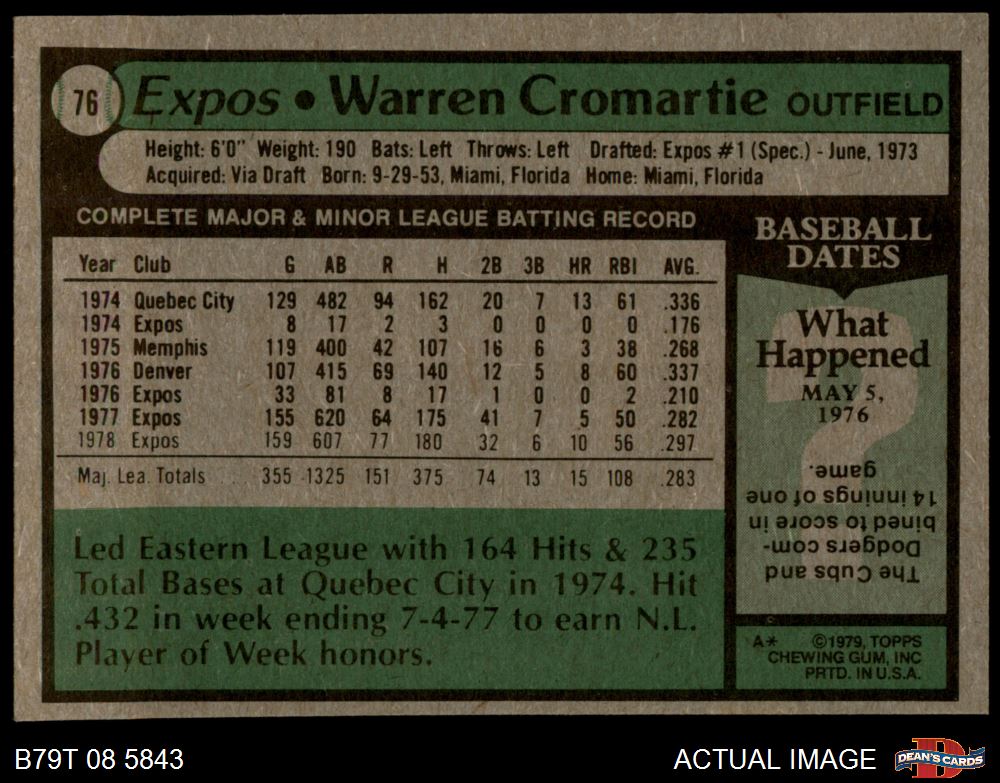 76 Expos • Warren Cromartie OUTFIELD
Height: 6'0" Weight: 190 Bats: Left Throws: Left Drafted: Expos #1 (Spec.) - June, 1973
Acquired: Via Draft Born: 9-29-53, Miami, Florida Home: Miami, Florida
COMPLETE MAJOR & MINOR LEAGUE BATTING RECORD
Year Club G AB R H 2B 3B HR RBI AVG.
1974 Quebec City 129 482 94 162 20 7 13 61 .336
1974 Expos 8 17 2 3 0 0 0 0 .176
1975 Memphis 119 400 42 107 16 6 3 38 .268
1976 Denver 107 415 69 140 12 5 8 60 .337
1976 Expos 33 81 8 17 1 0 0 2 .210
1977 Expos 155 620 64 175 41 7 5 50 .282
1978 Expos 159 607 77 180 32 6 10 56 .297
Maj. Lea. Totals 355 1325 151 375 74 13 15 108 .283
Led Eastern League with 164 Hits & 235
Total Bases at Quebec City in 1974. Hit
.432 in week ending 7-4-77 to earn N.L.
Player of Week honors.
BASEBALL
DATES
What
Happened
MAY 5,
1976
The Cubs and
Dodgers com-
bined to score in
14 innings of one
game.
A* ©1979, TOPPS
CHEWING GUM, INC
PRTD. IN U.S.A.
B79T 08 5843
ACTUAL IMAGE
D
DEAN'S CARDS